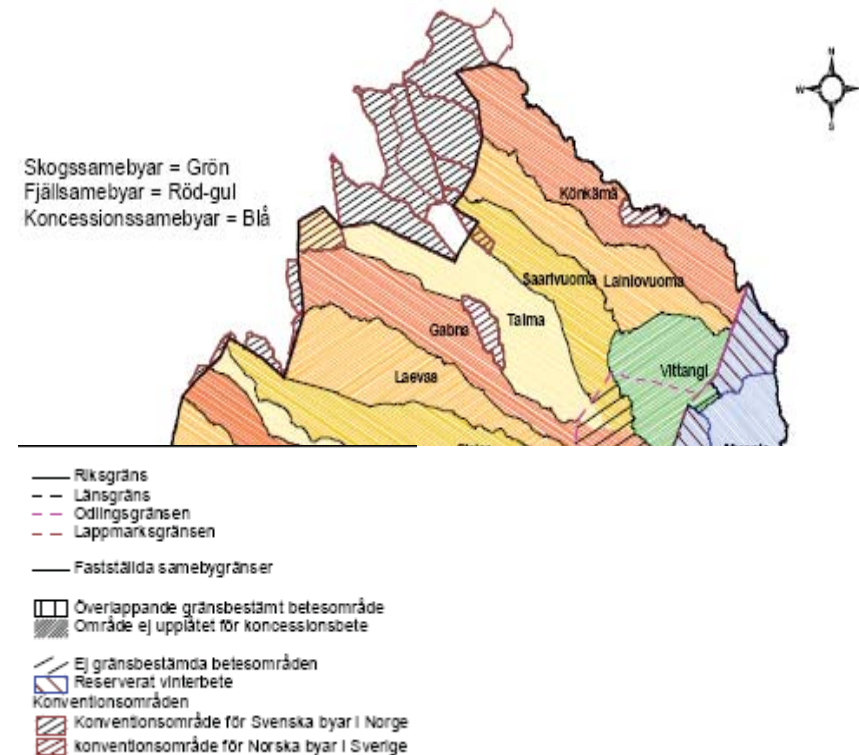 N
W
S
Skogssamebyar = Grön
Fjällsamebyar = Röd-gul
Koncessionssamebyar = Blå
Könkämä
Saarivuoma
Lainiovuoma
Talma
Gabna
Vittangi
Laevas
Riksgräns
Länsgräns
Odlingsgränsen
Lappmarksgränsen
Fastställda samebygränser
Överlappande gränsbestämt betesområde
Område ej upplåtet för koncessionsbete
Ej gränsbestämda betesområden
Reserverat vinterbete
Konventionsområden
Konventionsområde för Svenska byar i Norge
konventionsområde för Norska byar i Sverige